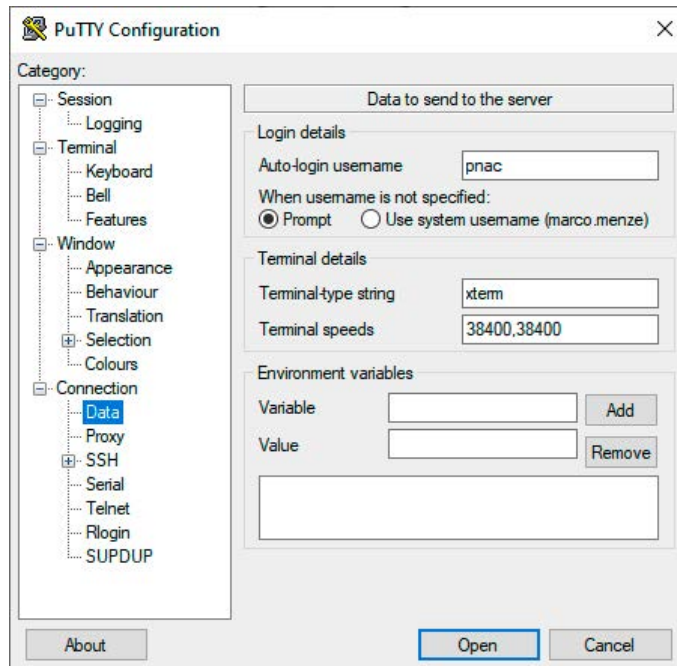 PuTTY Configuration
Category:
Session
Logging
Terminal
Keyboard
Bell
Features
Window
Appearance
Behaviour
Translation
Selection
Colours
Connection
Data
Proxy
SSH
Serial
Telnet
Rlogin
SUPDUP
Data to send to the server
Login details
Auto-login username pnac
When username is not specified:
Prompt Use system username (marco.menze)
Terminal details
Terminal-type string xterm
Terminal speeds 38400,38400
Environment variables
Variable Add
Value Remove
About Open Cancel